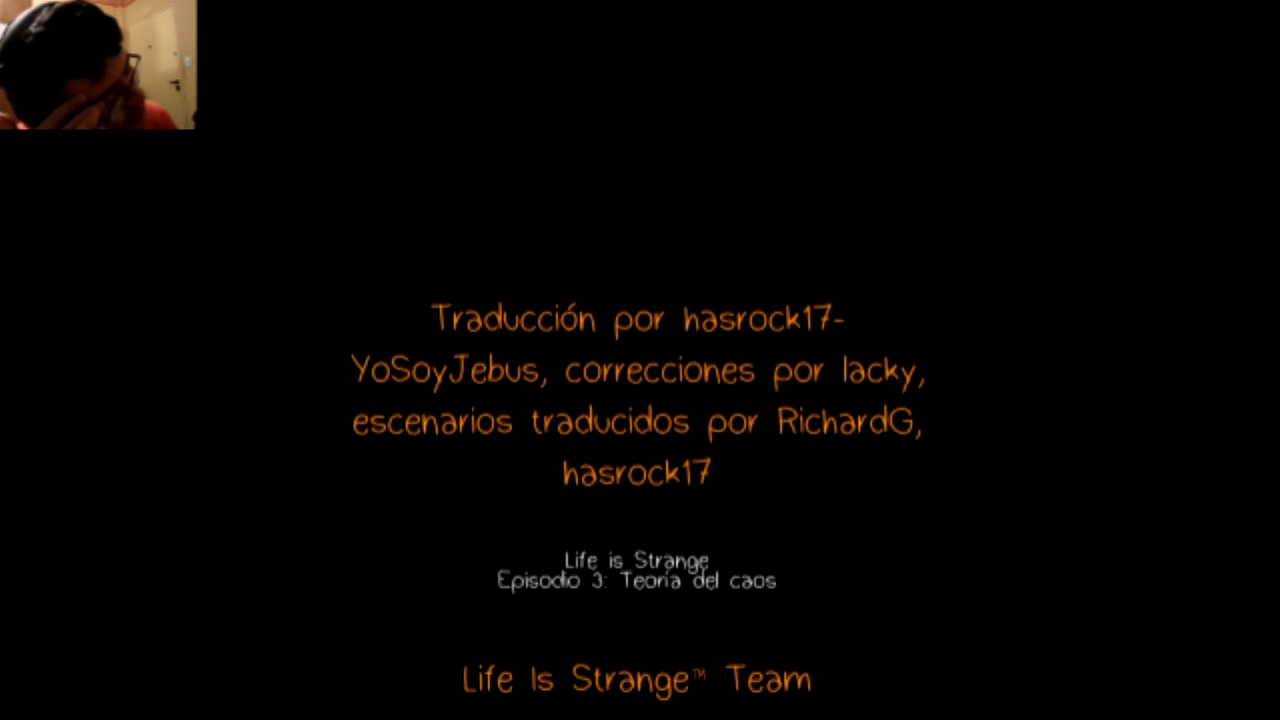 Traducción por hasrock17-
YoSoyJebus, correcciones por lacky,
escenarios traducidos por RichardG,
hasrock17
Life is Strange
Episodio 3: Teoría del caos
Life Is Strange™ Team